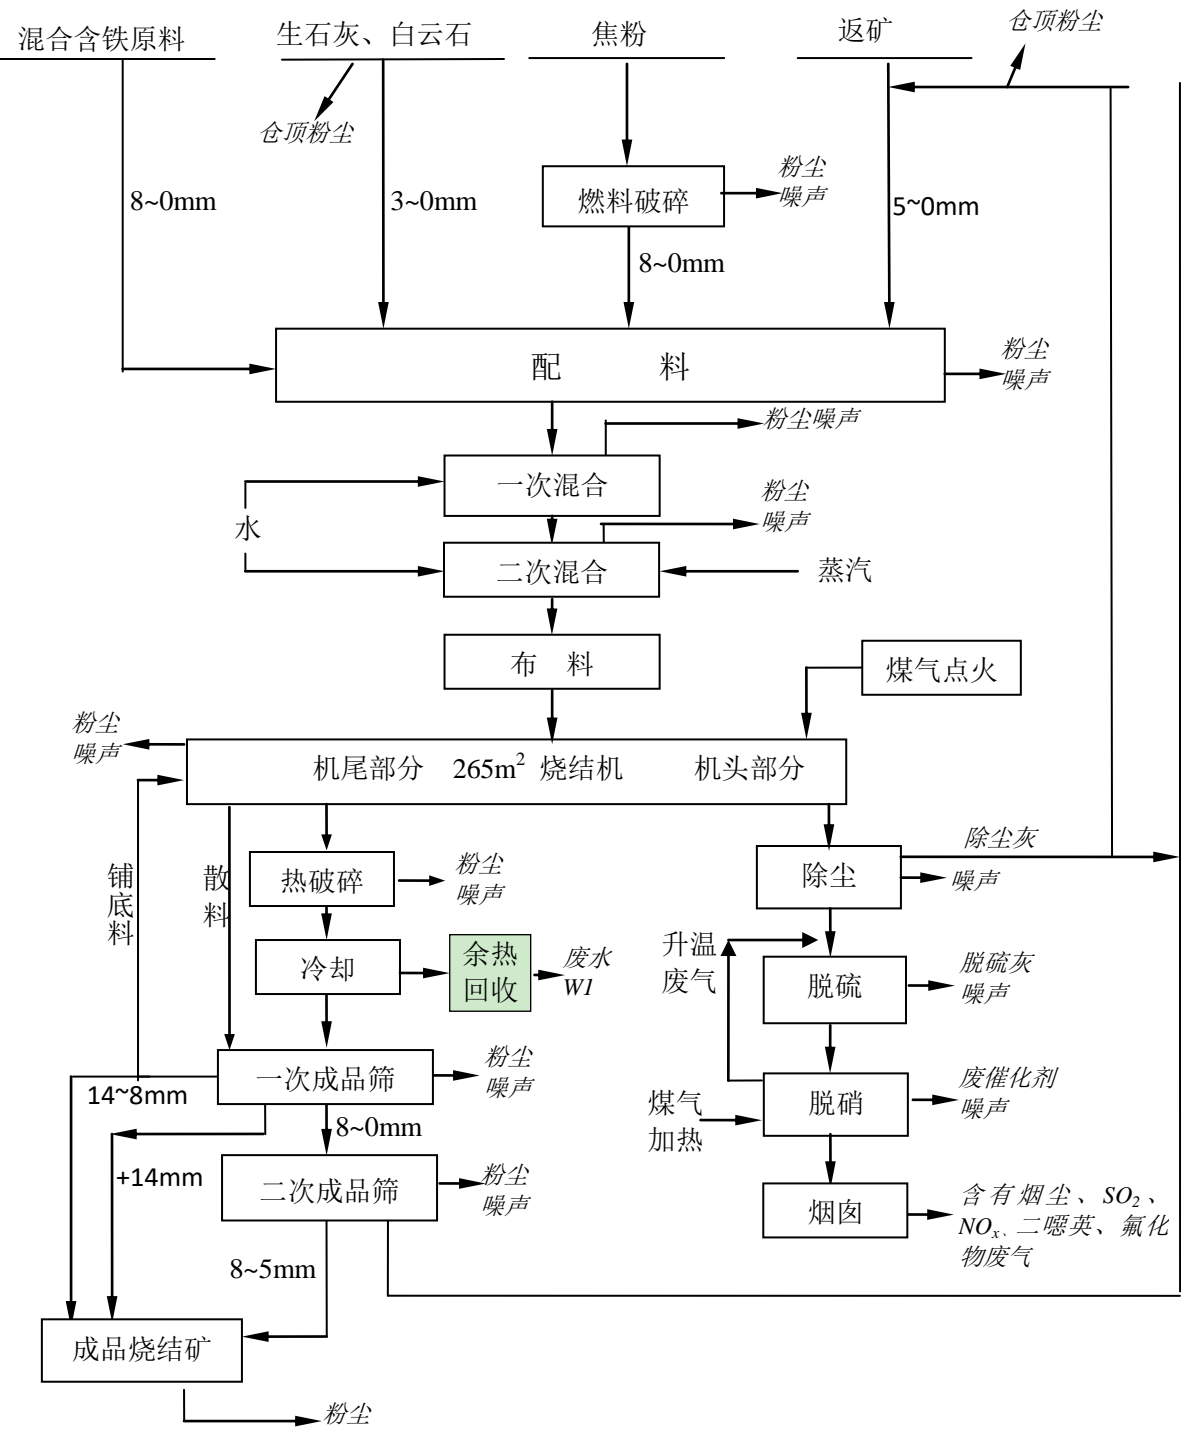 混合含铁原料
生石灰、白云石
焦粉
返矿
仓顶粉尘
仓顶粉尘
8~0mm
3~0mm
燃料破碎
粉尘
噪声
5~0mm
8~0mm
配 料
粉尘
噪声
粉尘噪声
一次混合
水
粉尘
噪声
二次混合
蒸汽
布 料
煤气点火
粉尘
噪声
机尾部分 265m² 烧结机 机头部分
铺底料
散料
热破碎
粉尘
噪声
除尘
除尘灰
噪声
冷却
余热
回收
废水
W1
升温
废气
脱硫
脱硫灰
噪声
一次成品筛
粉尘
噪声
14~8mm
8~0mm
煤气
加热
脱硝
废催化剂
噪声
+14mm
二次成品筛
粉尘
噪声
烟囱
含有烟尘、SO₂、
NOₓ、二噁英、氟化
物废气
8~5mm
成品烧结矿
粉尘